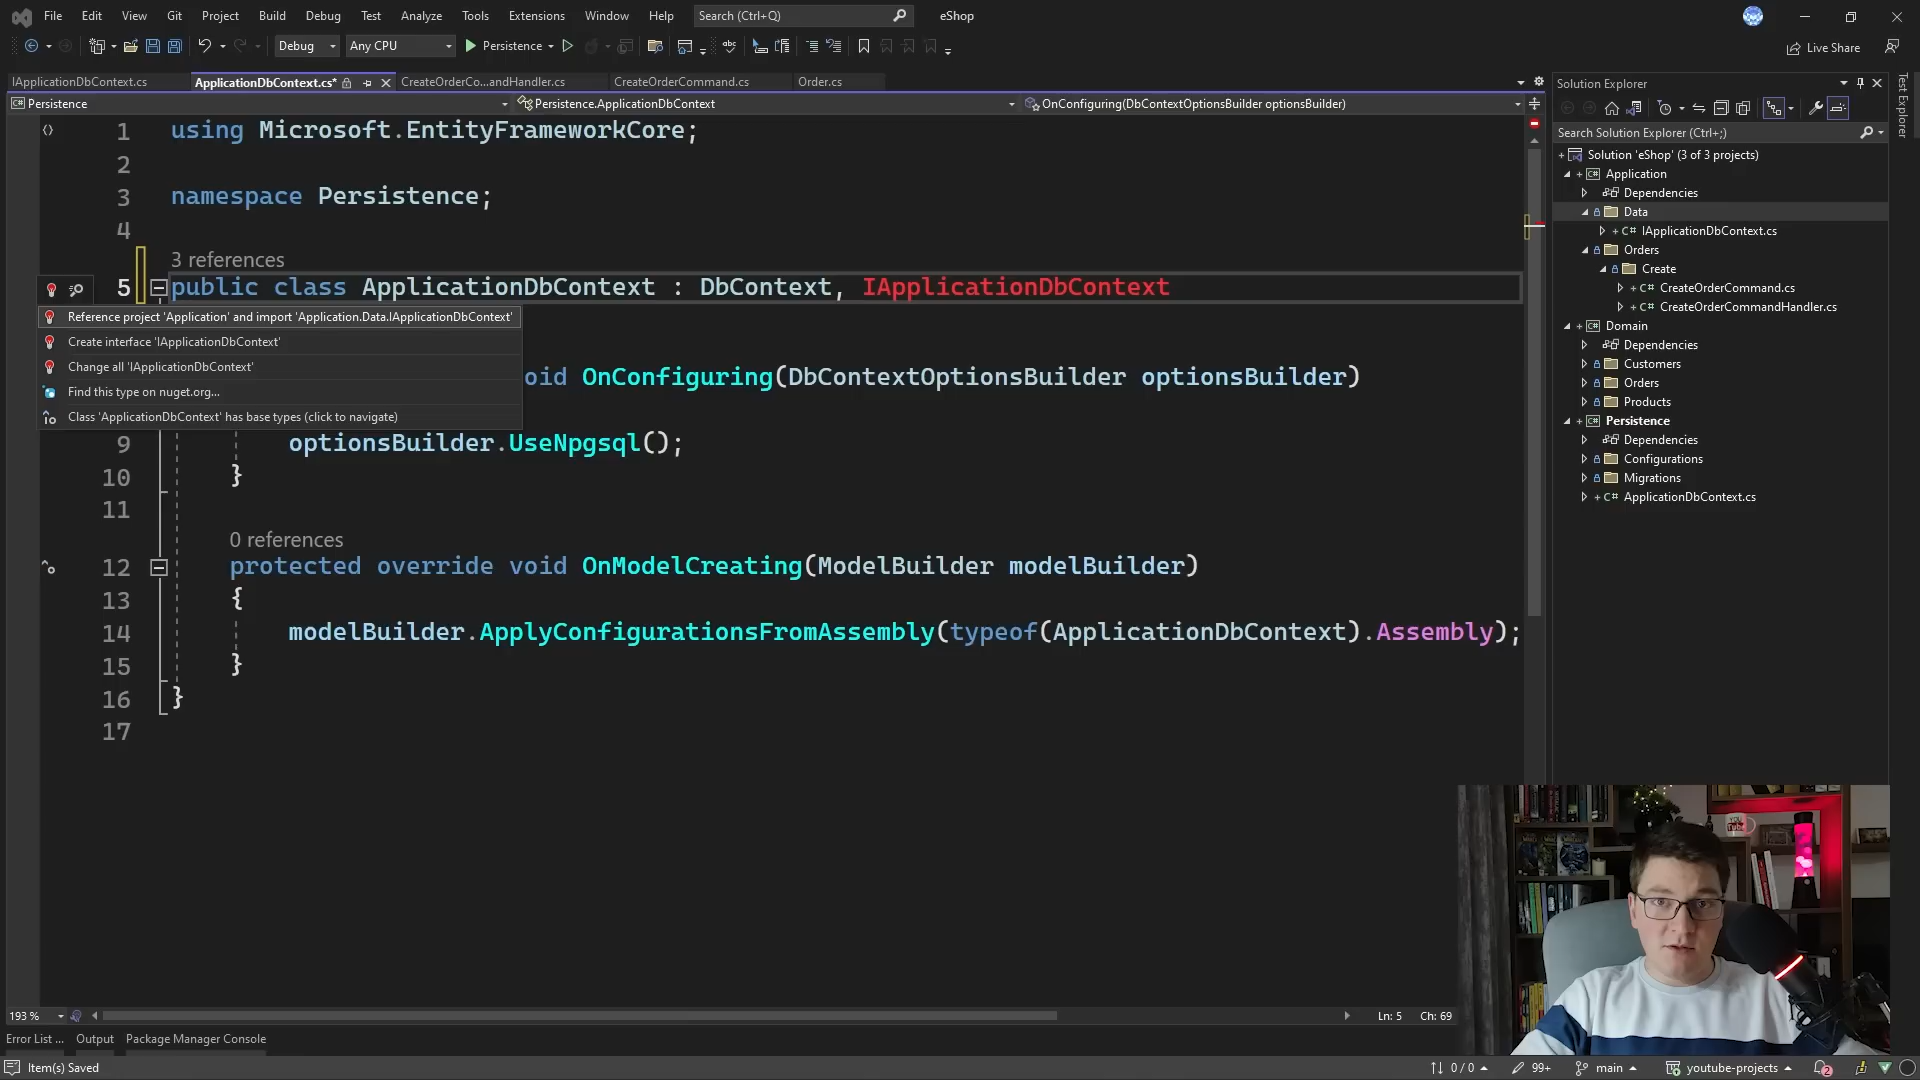 File Edit View Git Project Build Debug Test Analyze Tools Extensions Window Help Search (Ctrl+Q) eShop
Debug Any CPU Persistence Live Share
IApplicationDbContext.cs ApplicationDbContext.cs* CreateOrderCo...andHandler.cs CreateOrderCommand.cs Order.cs
Persistence Persistence.ApplicationDbContext OnConfiguring(DbContextOptionsBuilder optionsBuilder)
1 using Microsoft.EntityFrameworkCore;
2
3 namespace Persistence;
4
3 references
5 public class ApplicationDbContext : DbContext, IApplicationDbContext
Reference project 'Application' and import 'Application.Data.IApplicationDbContext'
Create interface 'IApplicationDbContext'
Change all 'IApplicationDbContext'
Find this type on nuget.org...
Class 'ApplicationDbContext' has base types (click to navigate)
oid OnConfiguring(DbContextOptionsBuilder optionsBuilder)
9 optionsBuilder.UseNpgsql();
10 }
11
0 references
12 protected override void OnModelCreating(ModelBuilder modelBuilder)
13 {
14 modelBuilder.ApplyConfigurationsFromAssembly(typeof(ApplicationDbContext).Assembly);
15 }
16 }
17
193 % Ln: 5 Ch: 69
Error List ... Output Package Manager Console
Item(s) Saved 0 / 0 99+ main youtube-projects 2
Solution Explorer
Search Solution Explorer (Ctrl+;)
Solution 'eShop' (3 of 3 projects)
Application
Dependencies
Data
C# IApplicationDbContext.cs
Orders
Create
C# CreateOrderCommand.cs
C# CreateOrderCommandHandler.cs
Domain
Dependencies
Customers
Orders
Products
Persistence
Dependencies
Configurations
Migrations
C# ApplicationDbContext.cs
Test Explorer